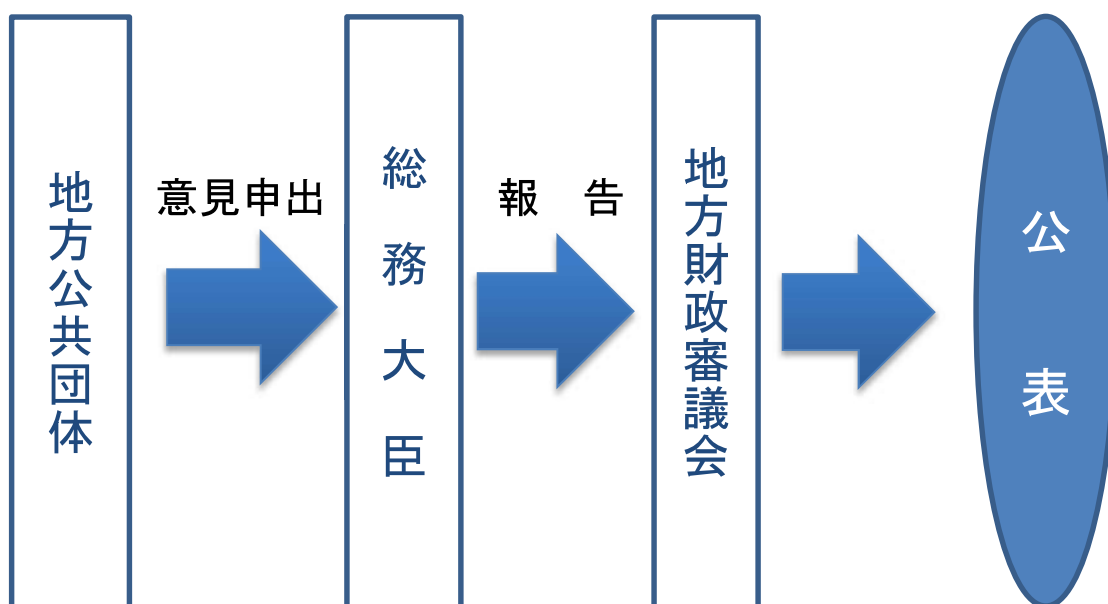 地方公共団体
意見申出
総務大臣
報　告
地方財政審議会
公表